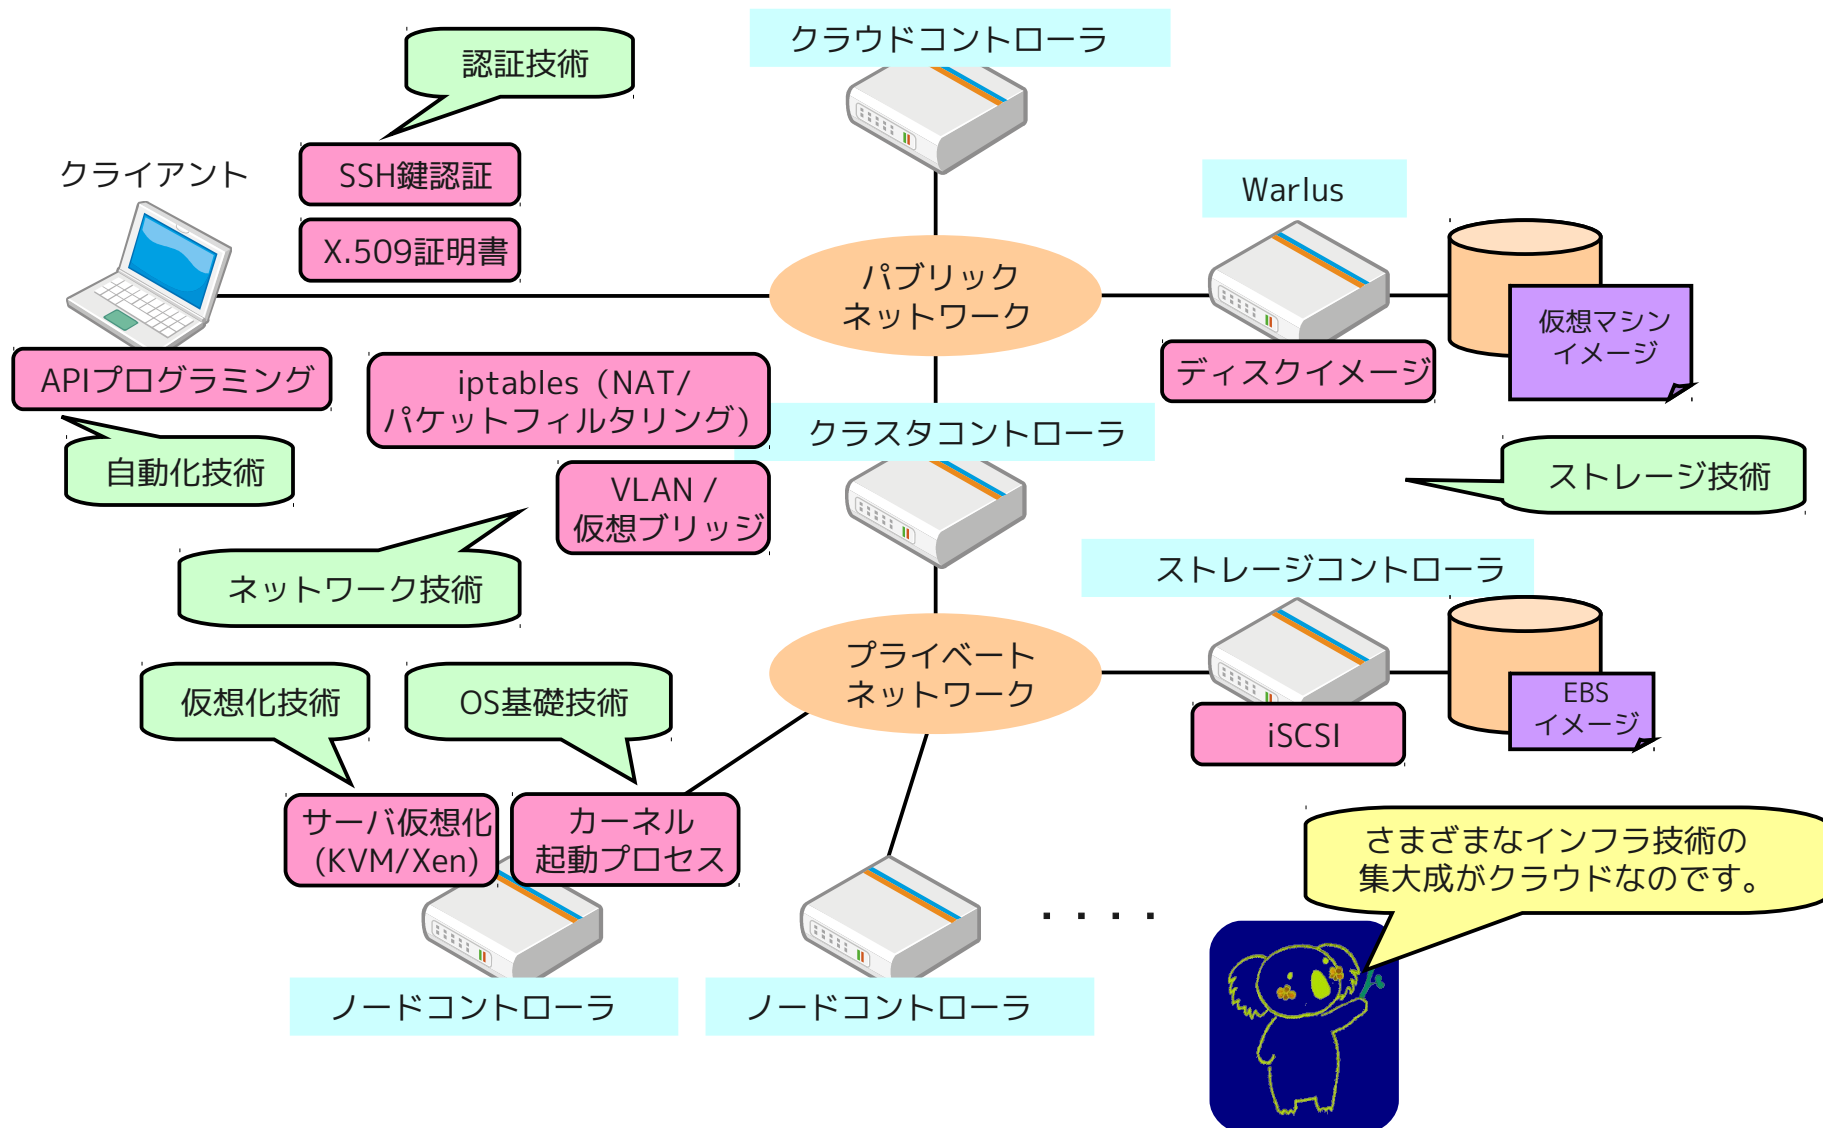 クラウドコントローラ
認証技術
クライアント
SSH鍵認証
Warlus
X.509証明書
パブリック
ネットワーク
仮想マシン
イメージ
APIプログラミング
iptables (NAT/
パケットフィルタリング)
ディスクイメージ
クラスタコントローラ
自動化技術
ストレージ技術
VLAN /
仮想ブリッジ
ネットワーク技術
ストレージコントローラ
プライベート
ネットワーク
仮想化技術
OS基礎技術
EBS
イメージ
iSCSI
サーバ仮想化
(KVM/Xen)
カーネル
起動プロセス
さまざまなインフラ技術の
集大成がクラウドなのです。
・・・・
ノードコントローラ
ノードコントローラ